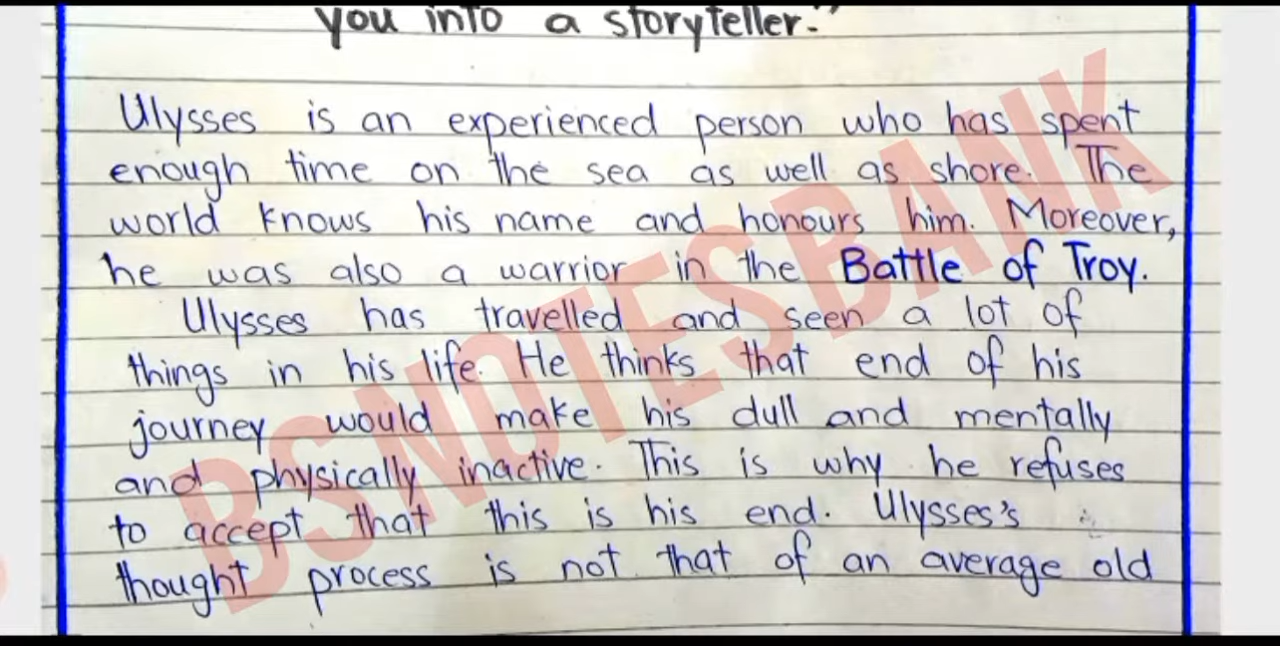 you into a storyteller."
Ulysses is an experienced person who has spent
enough time on the sea as well as shore. The
world knows his name and honours him. Moreover,
he was also a warrior in the Battle of Troy.
Ulysses has travelled and seen a lot of
things in his life. He thinks that end of his
journey would make his dull and mentally
and physically inactive. This is why he refuses
to accept that this is his end. Ulysses's
thought process is not that of an average old
BSNOTESBANK